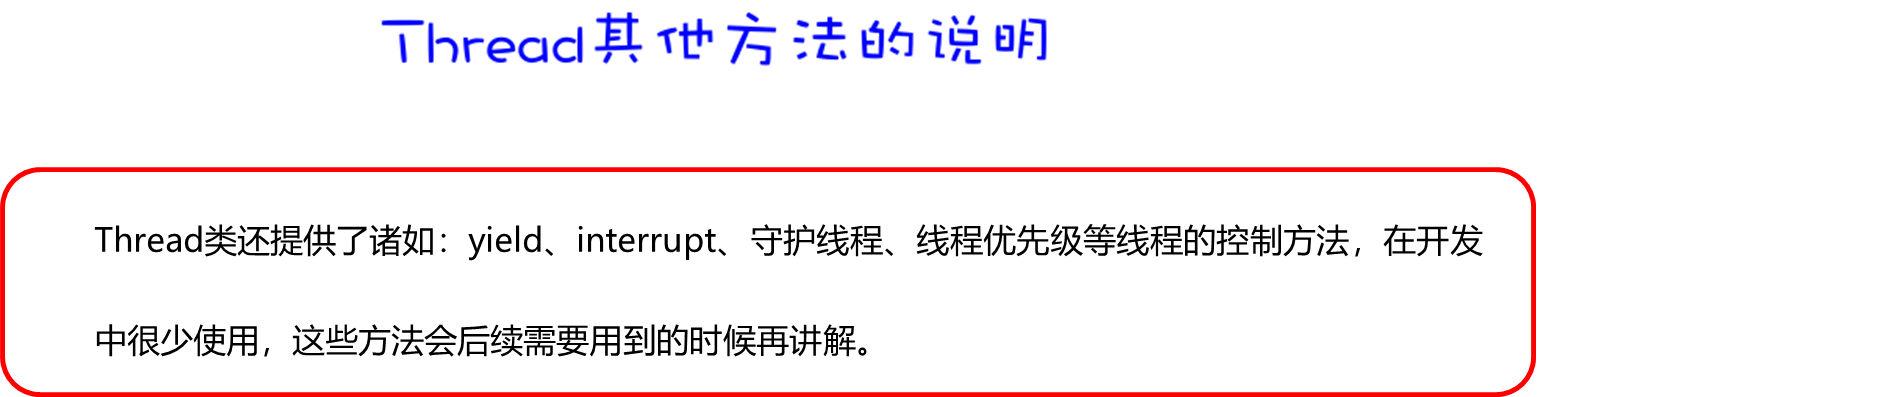 Thread其他方法的说明
Thread类还提供了诸如：yield、interrupt、守护线程、线程优先级等线程的控制方法，在开发
中很少使用，这些方法会后续需要用到的时候再讲解。